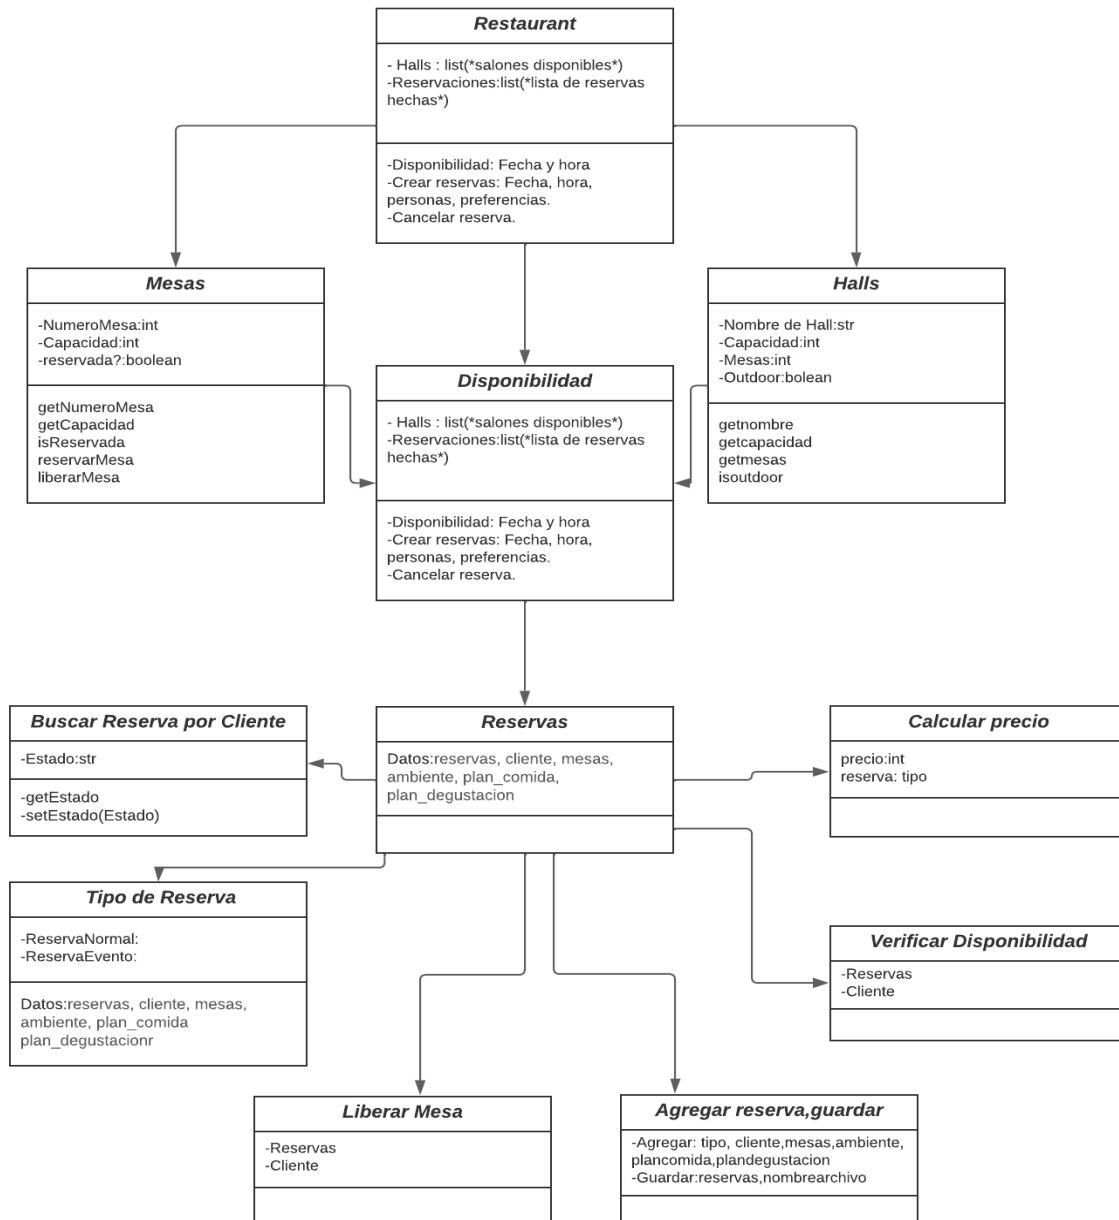 Restaurant
- Halls : list(*salones disponibles*)
-Reservaciones:list(*lista de reservas
hechas*)
-Disponibilidad: Fecha y hora
-Crear reservas: Fecha, hora,
personas, preferencias.
-Cancelar reserva.
Mesas
-NumeroMesa:int
-Capacidad:int
-reservada?:boolean
getNumeroMesa
getCapacidad
isReservada
reservarMesa
liberarMesa
Halls
-Nombre de Hall:str
-Capacidad:int
-Mesas:int
-Outdoor:bolean
getnombre
getcapacidad
getmesas
isoutdoor
Disponibilidad
- Halls : list(*salones disponibles*)
-Reservaciones:list(*lista de reservas
hechas*)
-Disponibilidad: Fecha y hora
-Crear reservas: Fecha, hora,
personas, preferencias.
-Cancelar reserva.
Buscar Reserva por Cliente
-Estado:str
-getEstado
-setEstado(Estado)
Reservas
Datos:reservas, cliente, mesas,
ambiente, plan_comida,
plan_degustacion
Calcular precio
precio:int
reserva: tipo
Tipo de Reserva
-ReservaNormal:
-ReservaEvento:
Datos:reservas, cliente, mesas,
ambiente, plan_comida
plan_degustacionr
Verificar Disponibilidad
-Reservas
-Cliente
Liberar Mesa
-Reservas
-Cliente
Agregar reserva,guardar
-Agregar: tipo, cliente,mesas,ambiente,
plancomida,plandegustacion
-Guardar:reservas,nombrearchivo